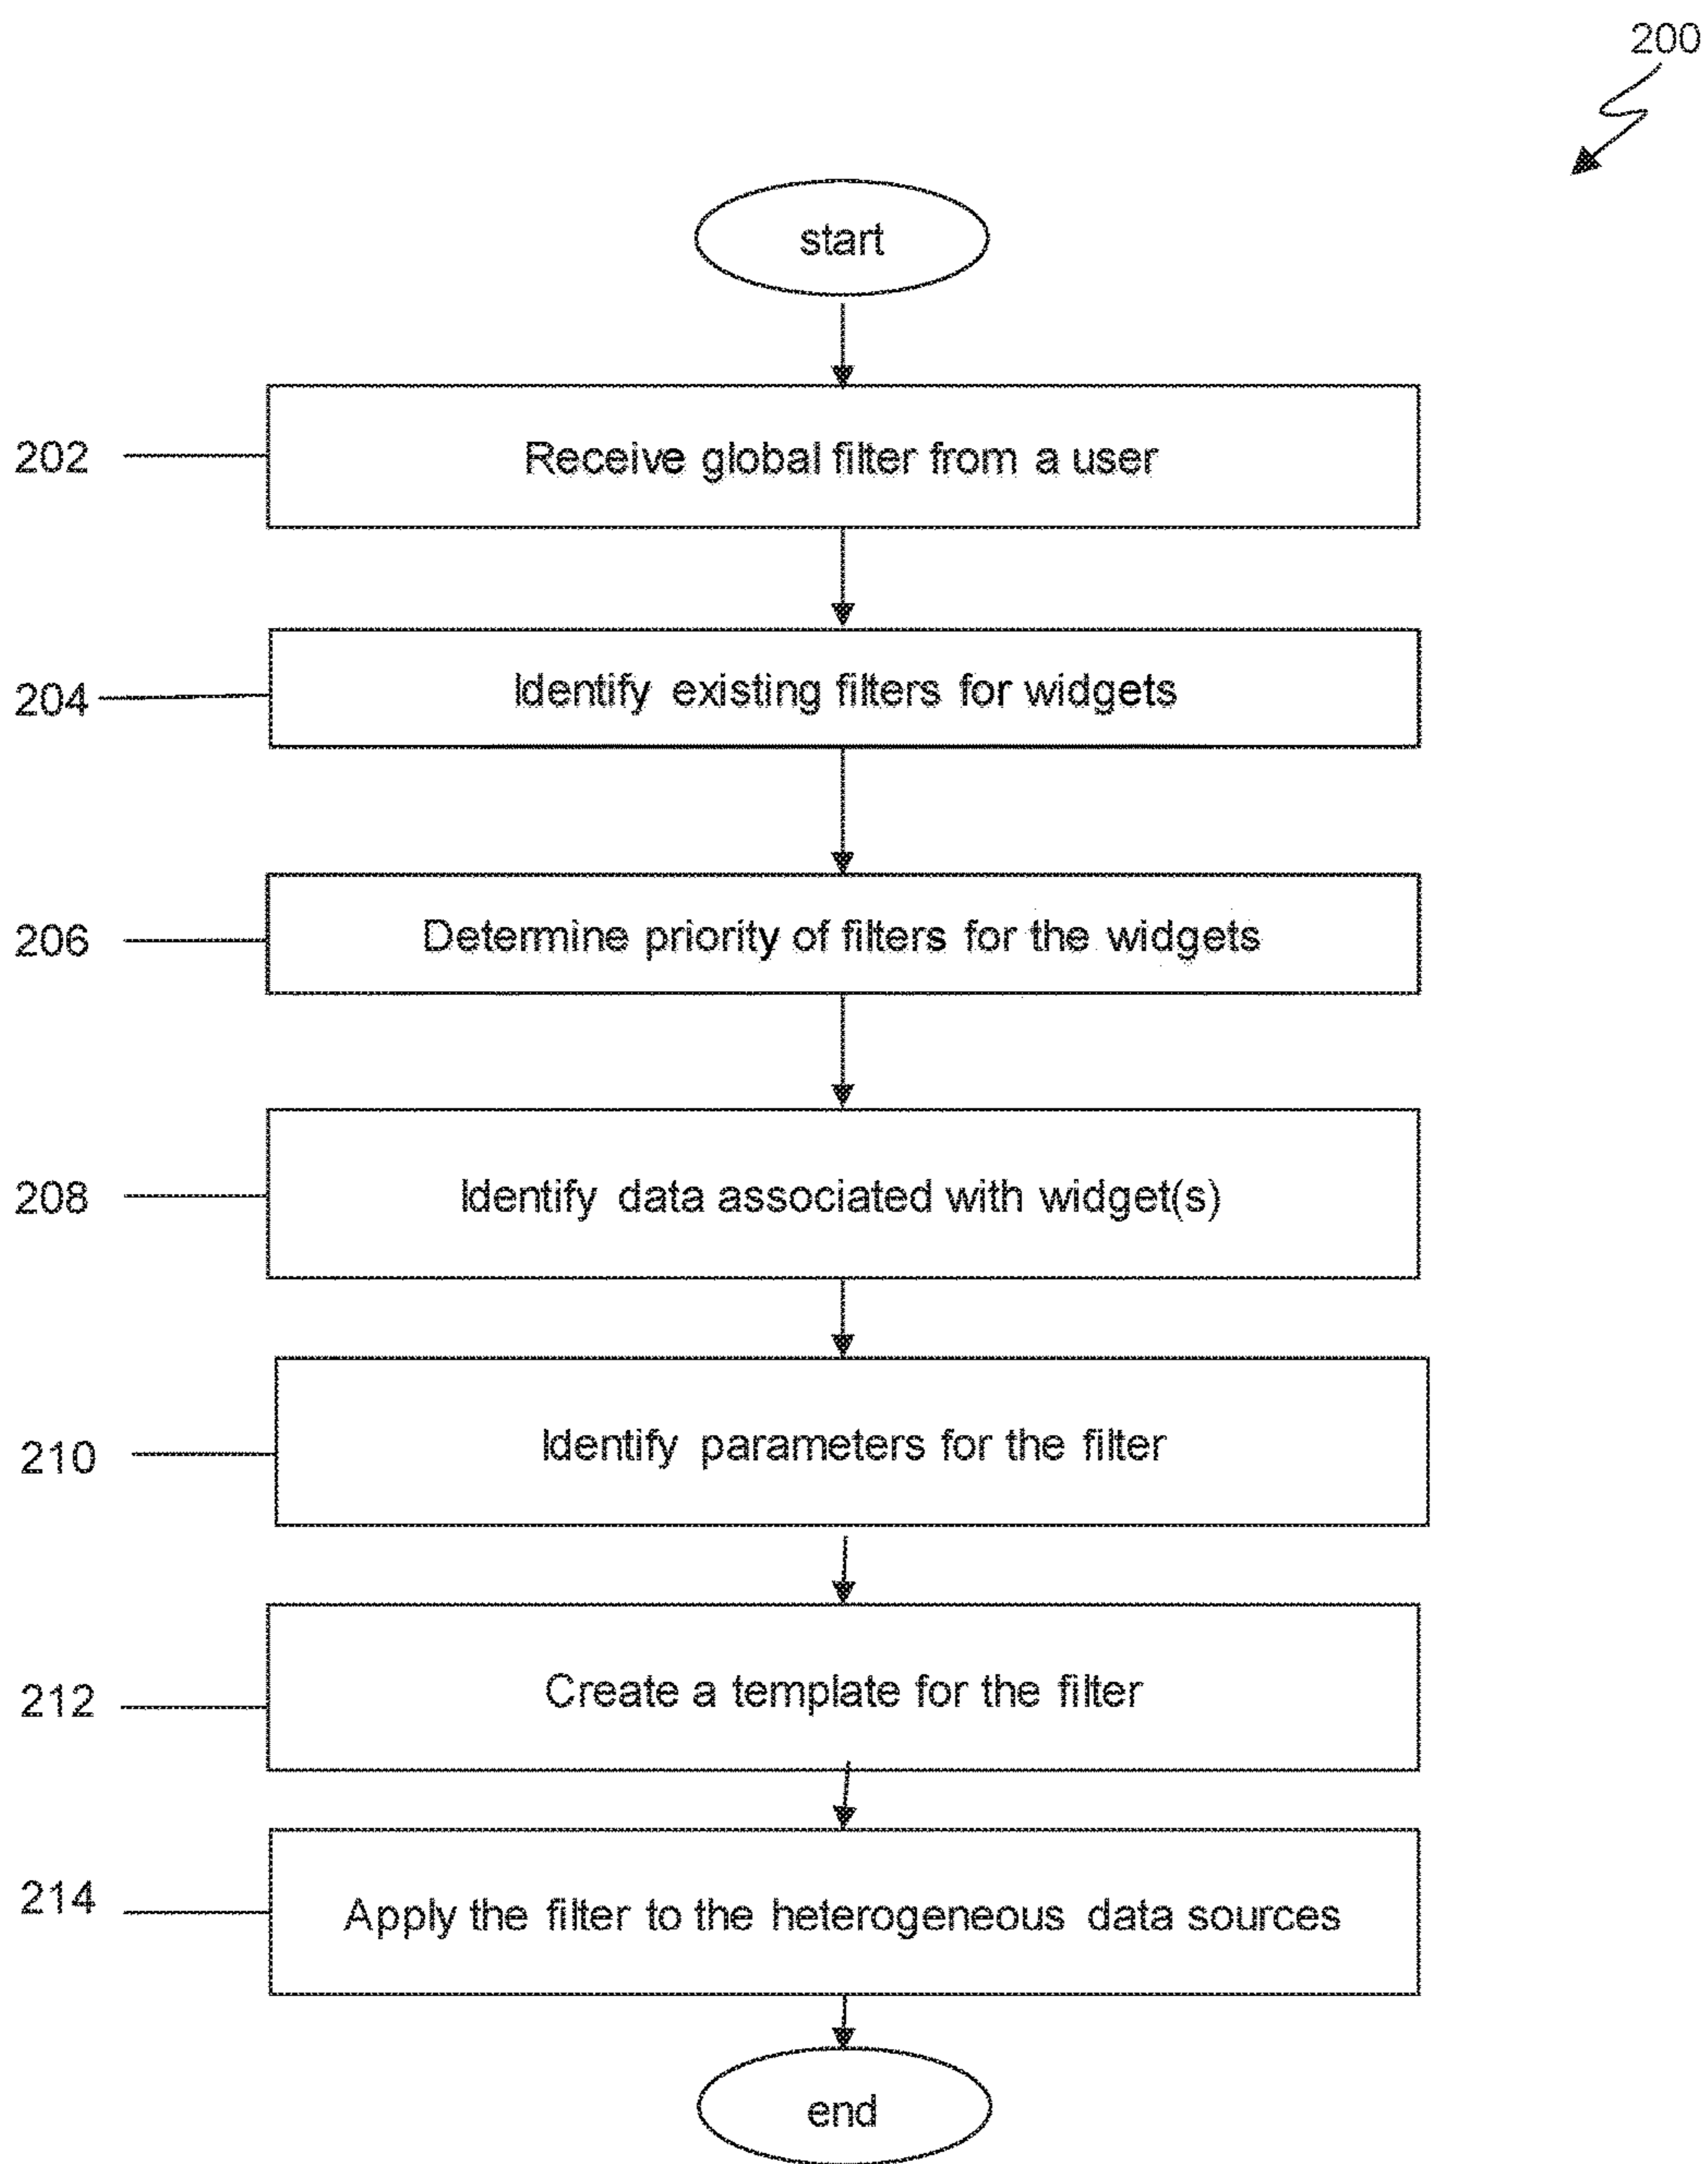 200
start
202
Receive global filter from a user
204
Identify existing filters for widgets
206
Determine priority of filters for the widgets
208
Identify data associated with widget(s)
210
Identify parameters for the filter
212
Create a template for the filter
214
Apply the filter to the heterogeneous data sources
end